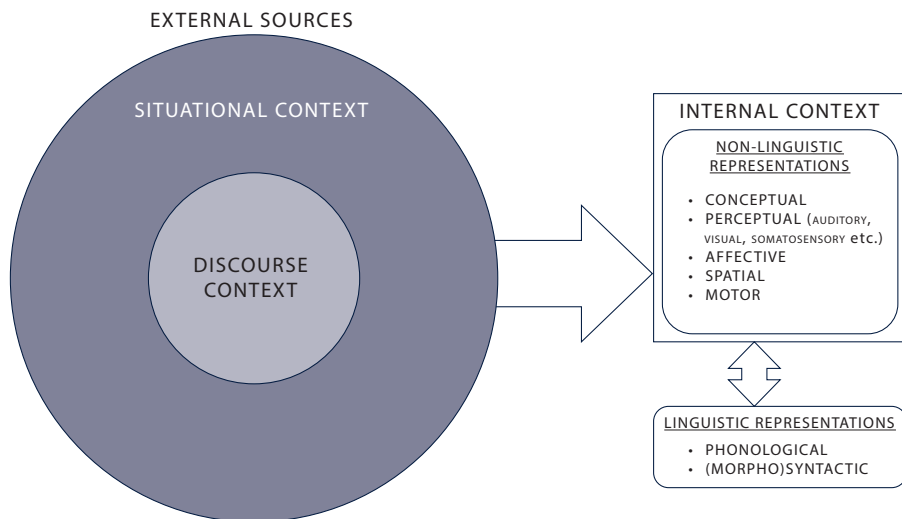 EXTERNAL SOURCES
SITUATIONAL CONTEXT
DISCOURSE
CONTEXT
INTERNAL CONTEXT
NON-LINGUISTIC
REPRESENTATIONS
• CONCEPTUAL
• PERCEPTUAL (AUDITORY,
VISUAL, SOMATOSENSORY etc.)
• AFFECTIVE
• SPATIAL
• MOTOR
LINGUISTIC REPRESENTATIONS
• PHONOLOGICAL
• (MORPHO)SYNTACTIC